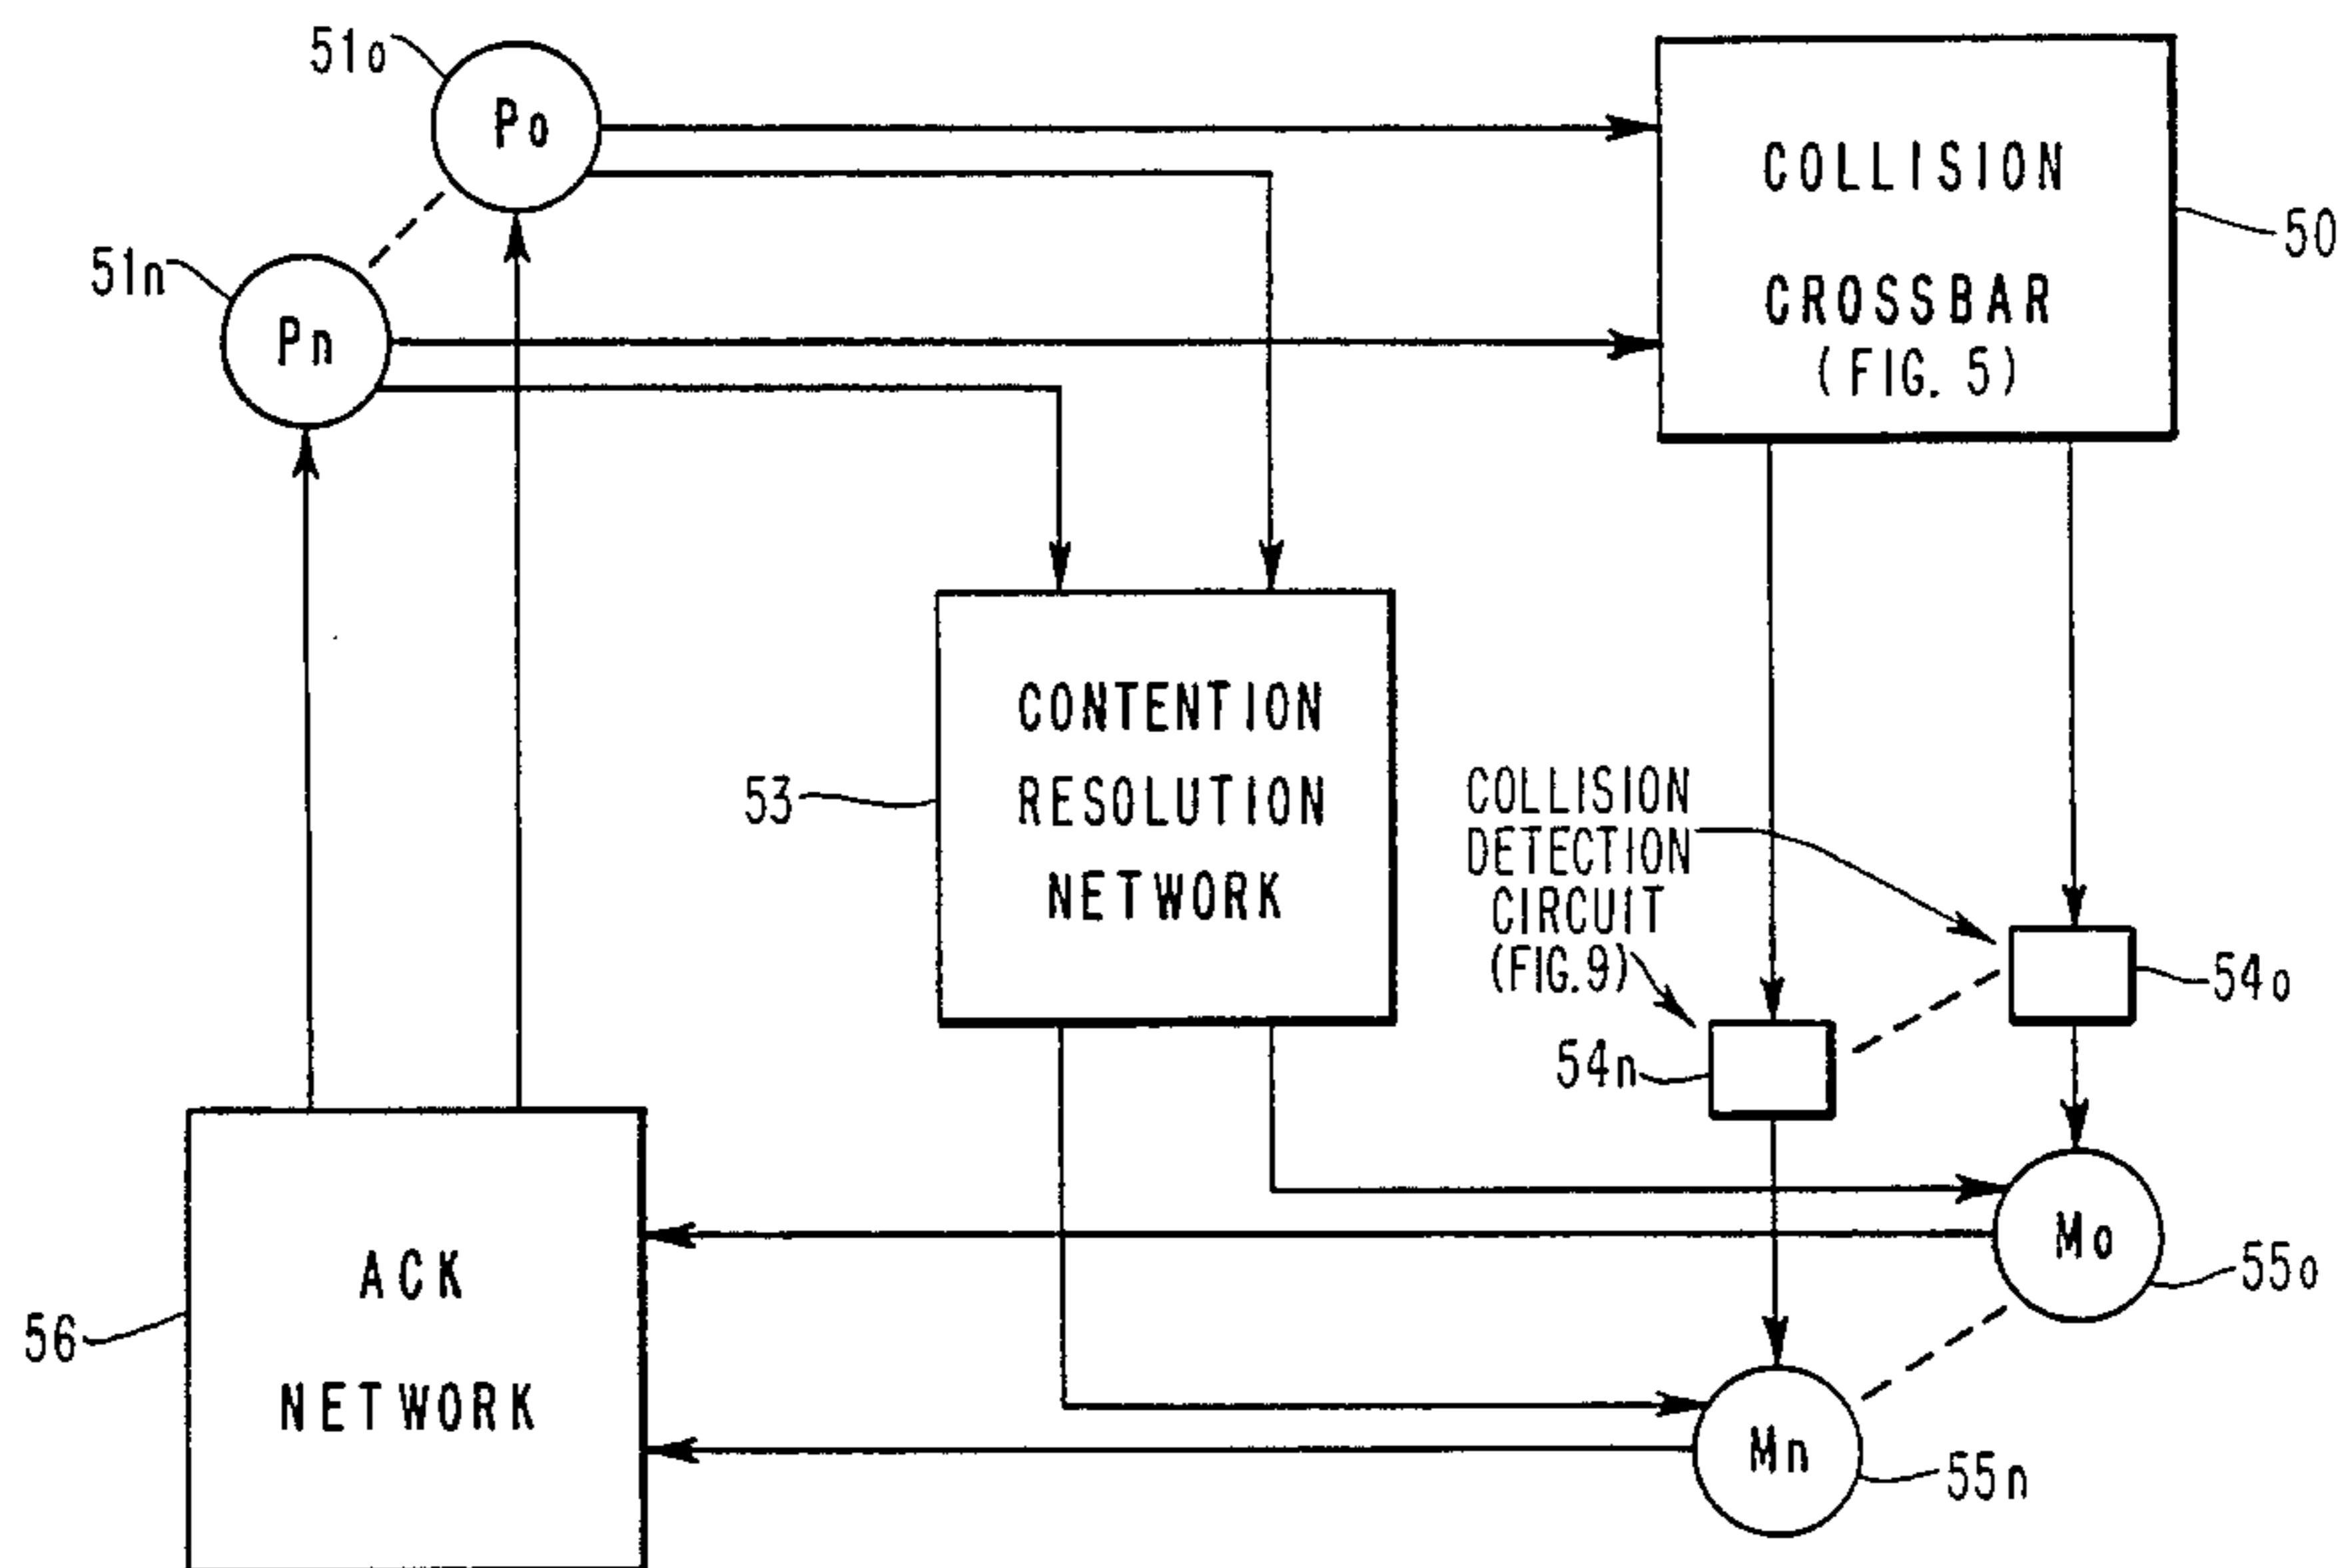 51o
Po
51n
Pn
COLLISION
CROSSBAR
(FIG. 5)
50
CONTENTION
RESOLUTION
NETWORK
53
COLLISION
DETECTION
CIRCUIT
(FIG.9)
54o
54n
ACK
NETWORK
56
Mo
55o
Mn
55n